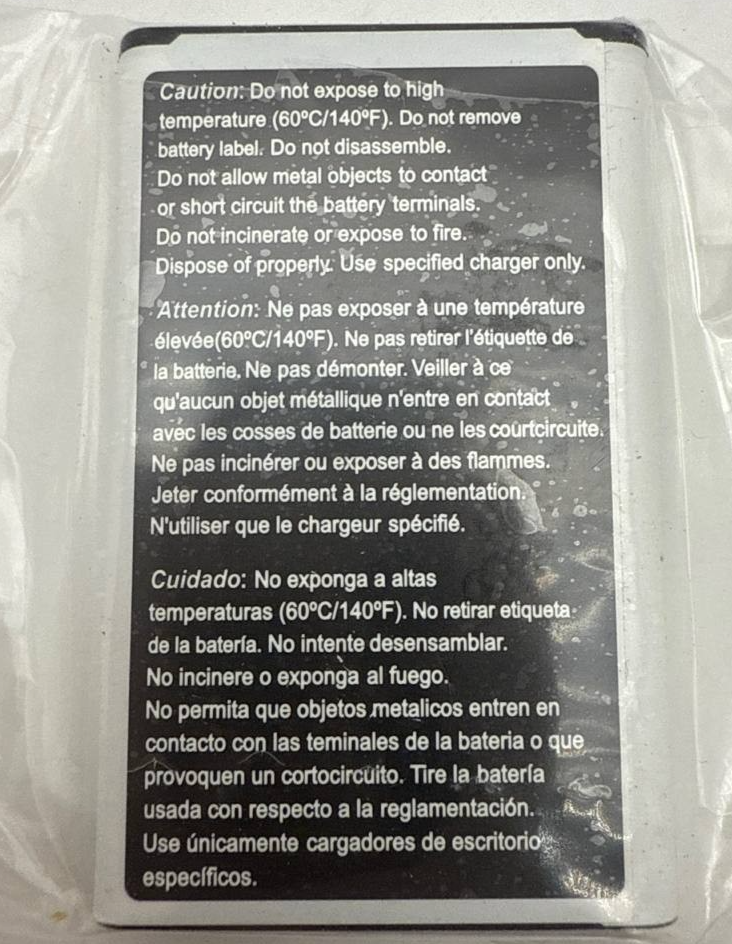 Caution: Do not expose to high
temperature (60ºC/140ºF). Do not remove
battery label. Do not disassemble.
Do not allow metal objects to contact
or short circuit the battery terminals.
Do not incinerate or expose to fire.
Dispose of properly. Use specified charger only.
Attention: Ne pas exposer à une température
élevée(60ºC/140ºF). Ne pas retirer l'étiquette de
la batterie. Ne pas démonter. Veiller à ce
qu'aucun objet métallique n'entre en contact
avec les cosses de batterie ou ne les courtcircuite.
Ne pas incinérer ou exposer à des flammes.
Jeter conformément à la réglementation.
N'utiliser que le chargeur spécifié.
Cuidado: No exponga a altas
temperaturas (60ºC/140ºF). No retirar etiqueta
de la batería. No intente desensamblar.
No incinere o exponga al fuego.
No permita que objetos metalicos entren en
contacto con las teminales de la bateria o que
provoquen un cortocircuito. Tire la batería
usada con respecto a la reglamentación.
Use únicamente cargadores de escritorio
específicos.